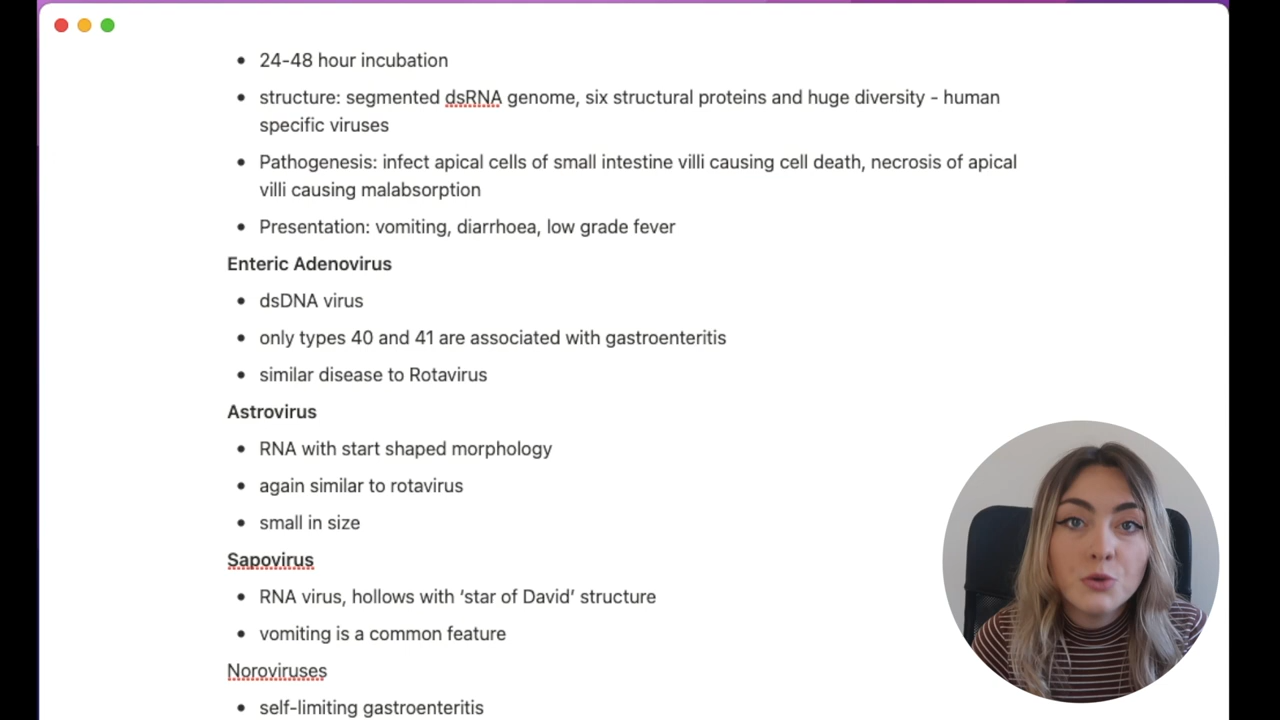 24-48 hour incubation
structure: segmented dsRNA genome, six structural proteins and huge diversity - human
specific viruses
Pathogenesis: infect apical cells of small intestine villi causing cell death, necrosis of apical
villi causing malabsorption
Presentation: vomiting, diarrhoea, low grade fever
Enteric Adenovirus
dsDNA virus
only types 40 and 41 are associated with gastroenteritis
similar disease to Rotavirus
Astrovirus
RNA with start shaped morphology
again similar to rotavirus
small in size
Sapovirus
RNA virus, hollows with ‘star of David’ structure
vomiting is a common feature
Noroviruses
self-limiting gastroenteritis